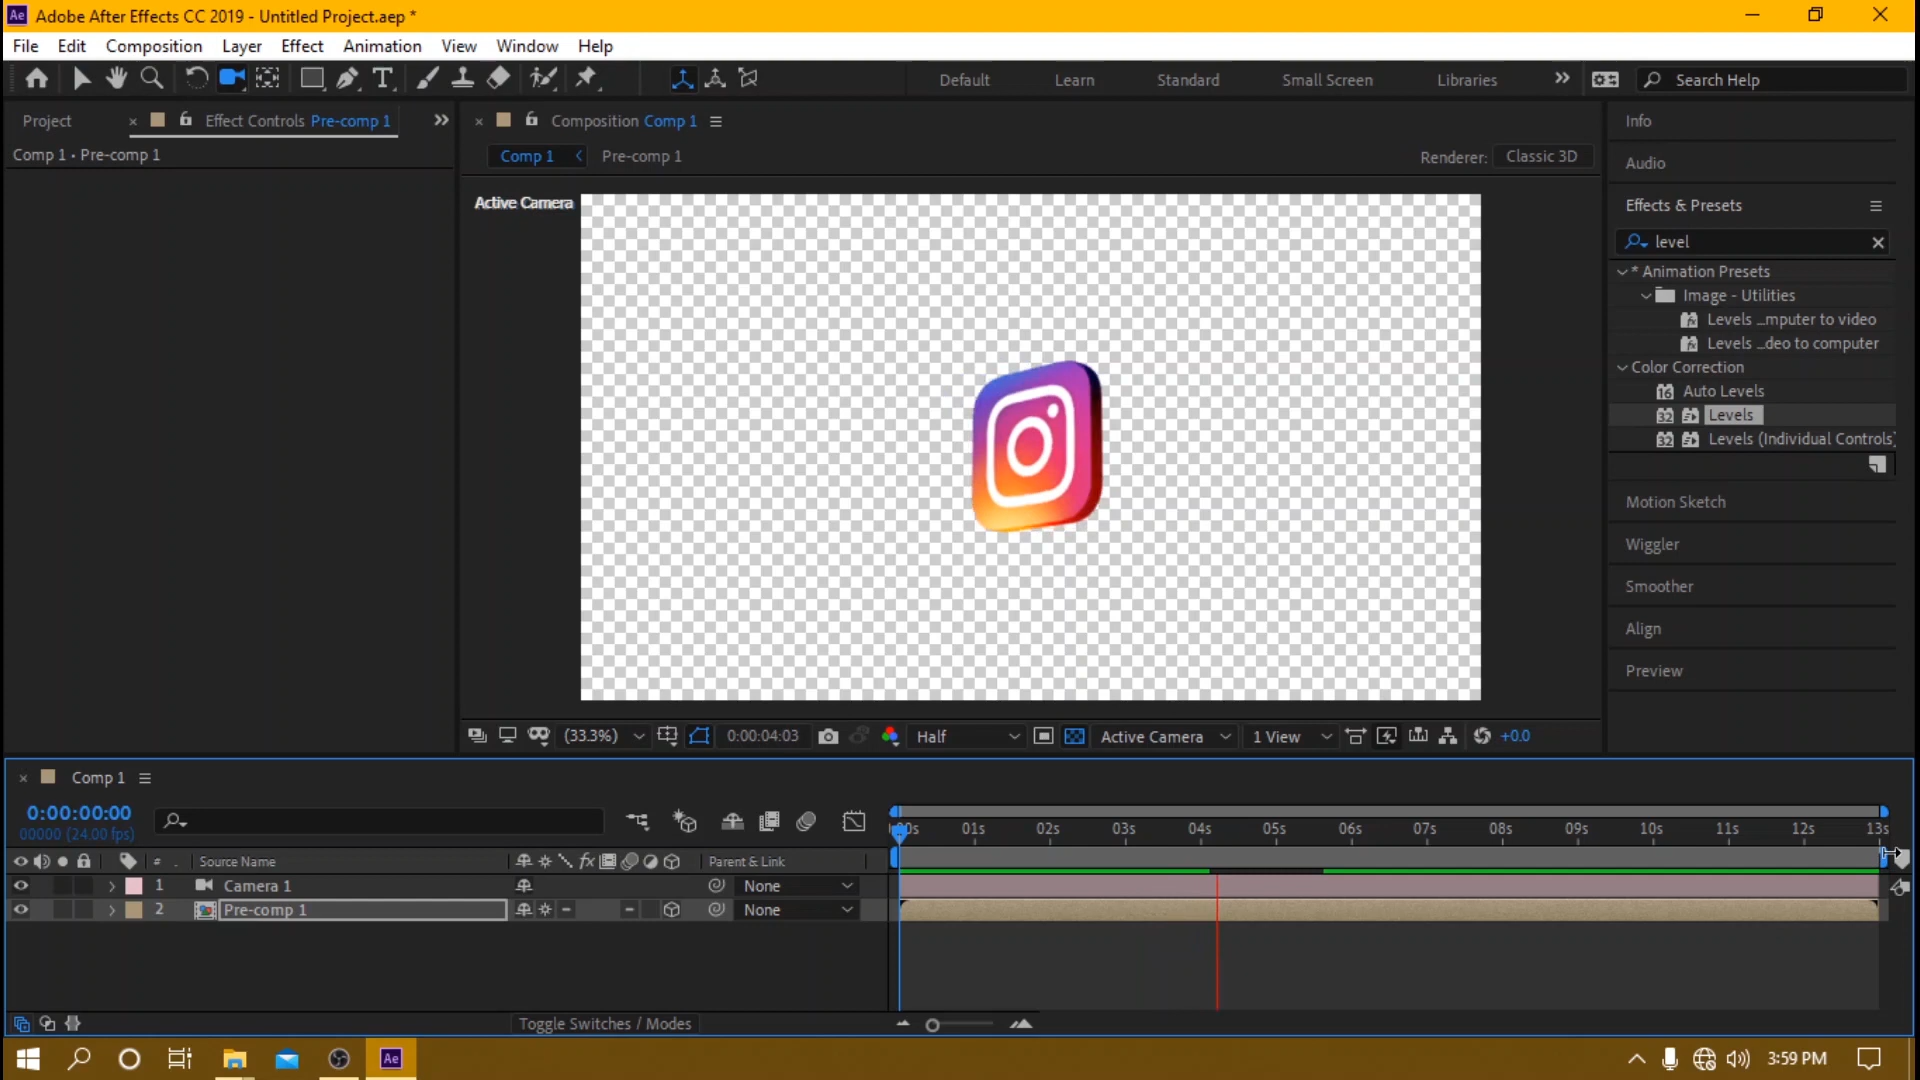 Ae Adobe After Effects CC 2019 - Untitled Project.aep *
File Edit Composition Layer Effect Animation View Window Help
Default Learn Standard Small Screen Libraries Search Help
Project Effect Controls Pre-comp 1
Comp 1 • Pre-comp 1
Composition Comp 1
Comp 1 Pre-comp 1 Renderer: Classic 3D
Active Camera
(33.3%) 0:00:04:03 Half Active Camera 1 View +0.0
Info
Audio
Effects & Presets
level
* Animation Presets
Image - Utilities
Levels ...mputer to video
Levels ...deo to computer
Color Correction
16 Auto Levels
32 Levels
32 Levels (Individual Controls)
Motion Sketch
Wiggler
Smoother
Align
Preview
Comp 1
0:00:00:00
00000 (24.00 fps)
01s 02s 03s 04s 05s 06s 07s 08s 09s 10s 11s 12s 13s
# Source Name fx Parent & Link
1 Camera 1 None
2 Pre-comp 1 None
Toggle Switches / Modes
Ae 3:59 PM